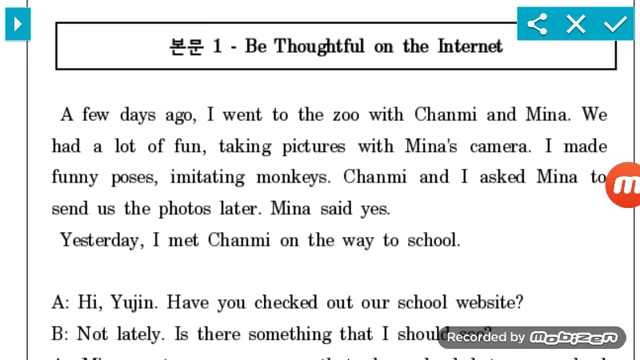 본문 1 - Be Thoughtful on the Internet
A few days ago, I went to the zoo with Chanmi and Mina. We
had a lot of fun, taking pictures with Mina's camera. I made
funny poses, imitating monkeys. Chanmi and I asked Mina to
send us the photos later. Mina said yes.
Yesterday, I met Chanmi on the way to school.
A: Hi, Yujin. Have you checked out our school website?
B: Not lately. Is there something that I should see?
Recorded by mobizen